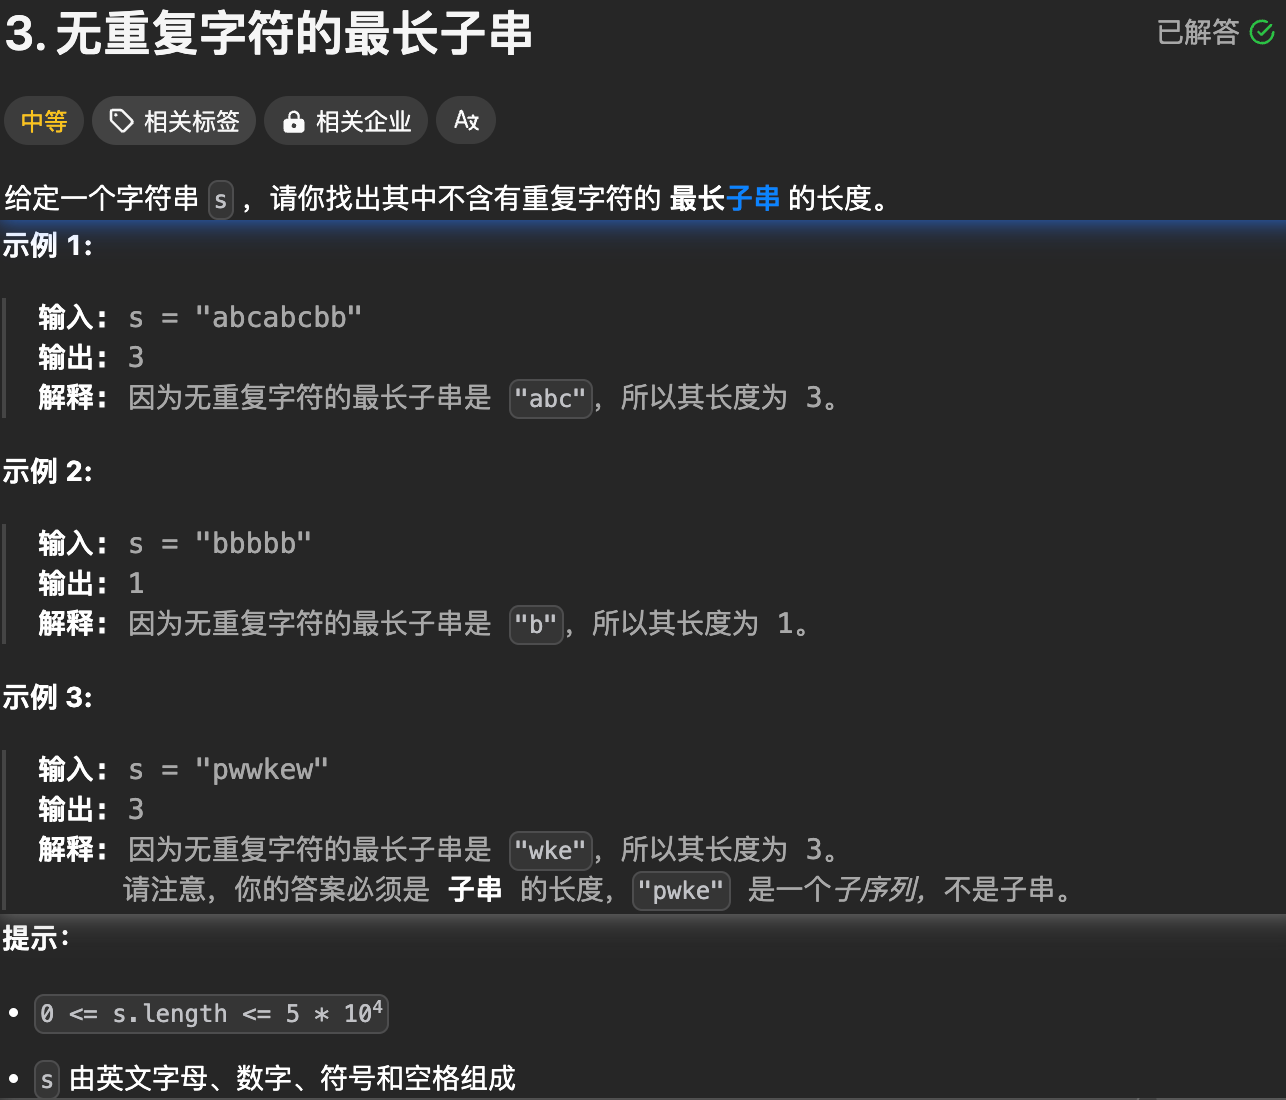 3. 无重复字符的最长子串
已解答
中等 相关标签 相关企业 A文
给定一个字符串 s ，请你找出其中不含有重复字符的 最长子串 的长度。
示例 1:
输入: s = "abcabcbb"
输出: 3
解释: 因为无重复字符的最长子串是 "abc"，所以其长度为 3。
示例 2:
输入: s = "bbbbb"
输出: 1
解释: 因为无重复字符的最长子串是 "b"，所以其长度为 1。
示例 3:
输入: s = "pwwkew"
输出: 3
解释: 因为无重复字符的最长子串是 "wke"，所以其长度为 3。
请注意，你的答案必须是 子串 的长度，"pwke" 是一个子序列，不是子串。
提示：
• 0 <= s.length <= 5 * 10⁴
• s 由英文字母、数字、符号和空格组成